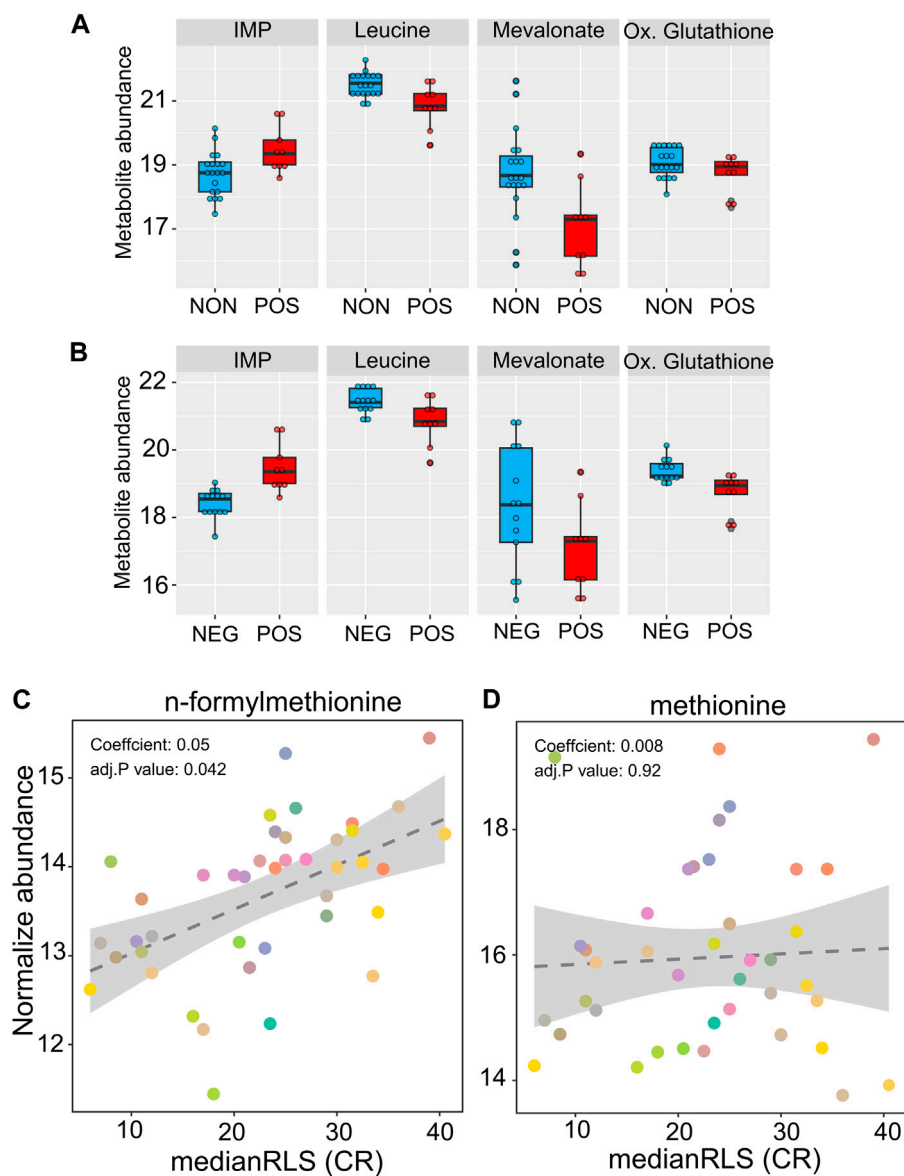 A
IMP Leucine Mevalonate Ox. Glutathione
Metabolite abundance
21
19
17
NON POS NON POS NON POS NON POS
B
IMP Leucine Mevalonate Ox. Glutathione
Metabolite abundance
22
20
18
16
NEG POS NEG POS NEG POS NEG POS
C n-formylmethionine
Coeffcient: 0.05
adj.P value: 0.042
Normalize abundance
15
14
13
12
10 20 30 40
medianRLS (CR)
D methionine
Coeffcient: 0.008
adj.P value: 0.92
18
16
14
10 20 30 40
medianRLS (CR)